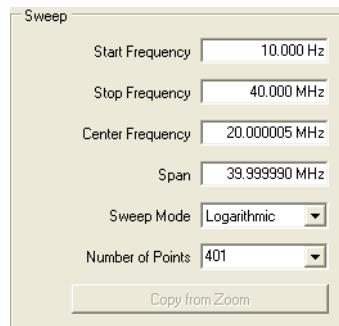 Sweep
Start Frequency 10.000 Hz
Stop Frequency 40.000 MHz
Center Frequency 20.000005 MHz
Span 39.999990 MHz
Sweep Mode Logarithmic
Number of Points 401
Copy from Zoom